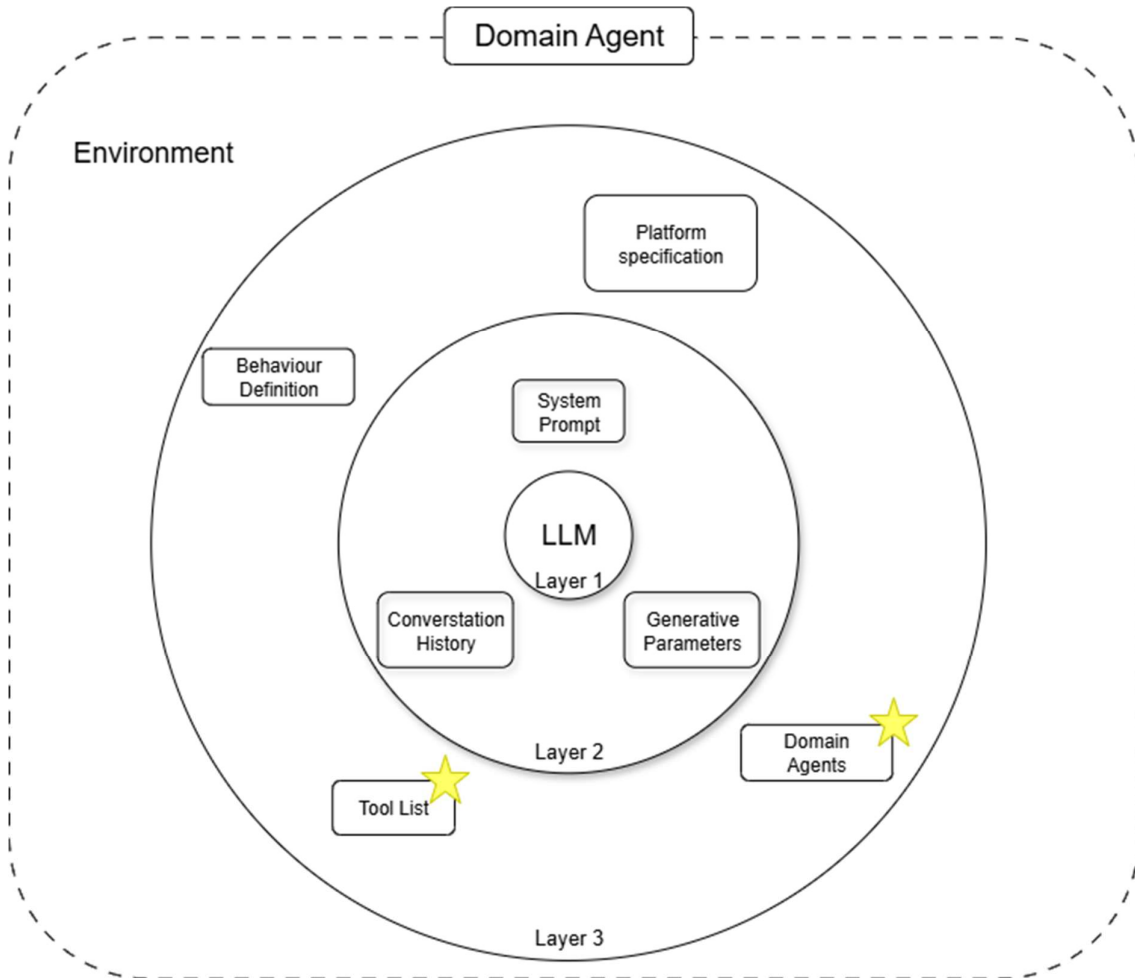 Domain Agent
Environment
Platform
specification
Behaviour
Definition
System
Prompt
LLM
Layer 1
Converstation
History
Generative
Parameters
Layer 2
Domain
Agents
Tool List
Layer 3